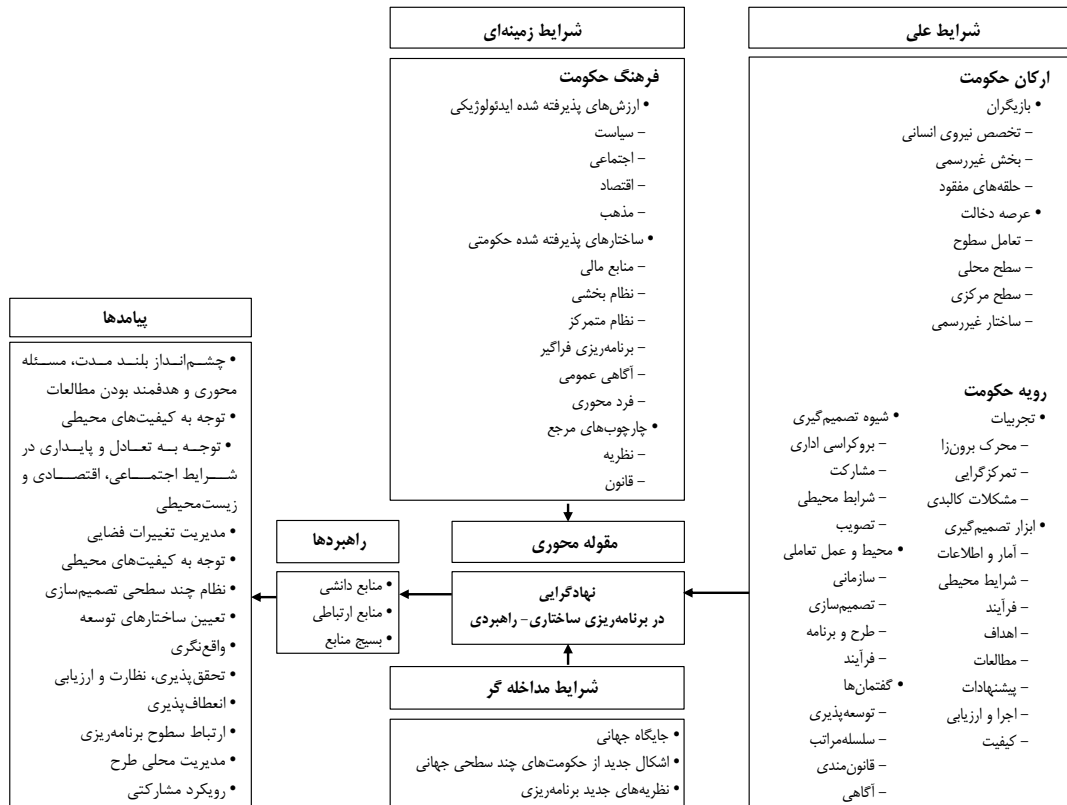 شرایط علی
ارکان حکومت
• بازیگران
- تخصص نیروی انسانی
- بخش غیررسمی
- حلقه‌های مفقود
• عرصه دخالت
- تعامل سطوح
- سطح محلی
- سطح مرکزی
- ساختار غیررسمی
رویه حکومت
• تجربیات
- محرک برون‌زا
- تمرکزگرایی
- مشکلات کالبدی
• ابزار تصمیم‌گیری
- آمار و اطلاعات
- شرایط محیطی
- فرآیند
- اهداف
- مطالعات
- پیشنهادات
- اجرا و ارزیابی
- کیفیت
• شیوه تصمیم‌گیری
- بروکراسی اداری
- مشارکت
- شرابط محیطی
- تصویب
• محیط و عمل تعاملی
- سازمانی
- تصمیم‌سازی
- طرح و برنامه
- فرآیند
• گفتمان‌ها
- توسعه‌پذیری
- سلسله‌مراتب
- قانون‌مندی
- آگاهی
شرایط زمینه‌ای
فرهنگ حکومت
• ارزش‌های پذیرفته شده ایدئولوژیکی
- سیاست
- اجتماعی
- اقتصاد
- مذهب
• ساختارهای پذیرفته شده حکومتی
- منابع مالی
- نظام بخشی
- نظام متمرکز
- برنامه‌ریزی فراگیر
- آگاهی عمومی
- فرد محوری
• چارچوب‌های مرجع
- نظریه
- قانون
مقوله محوری
نهادگرایی
در برنامه‌ریزی ساختاری- راهبردی
شرایط مداخله گر
• جایگاه جهانی
• اشکال جدید از حکومت‌های چند سطحی جهانی
• نظریه‌های جدید برنامه‌ریزی
راهبردها
• منابع دانشی
• منابع ارتباطی
• بسیج منابع
پیامدها
• چشم‌انداز بلند مدت، مسئله
محوری و هدفمند بودن مطالعات
• توجه به کیفیت‌های محیطی
• توجه به تعادل و پایداری در
شرایط اجتماعی، اقتصادی و
زیست‌محیطی
• مدیریت تغییرات فضایی
• توجه به کیفیت‌های محیطی
• نظام چند سطحی تصمیم‌سازی
• تعیین ساختارهای توسعه
• واقع‌نگری
• تحقق‌پذیری، نظارت و ارزیابی
• انعطاف‌پذیری
• ارتباط سطوح برنامه‌ریزی
• مدیریت محلی طرح
• رویکرد مشارکتی